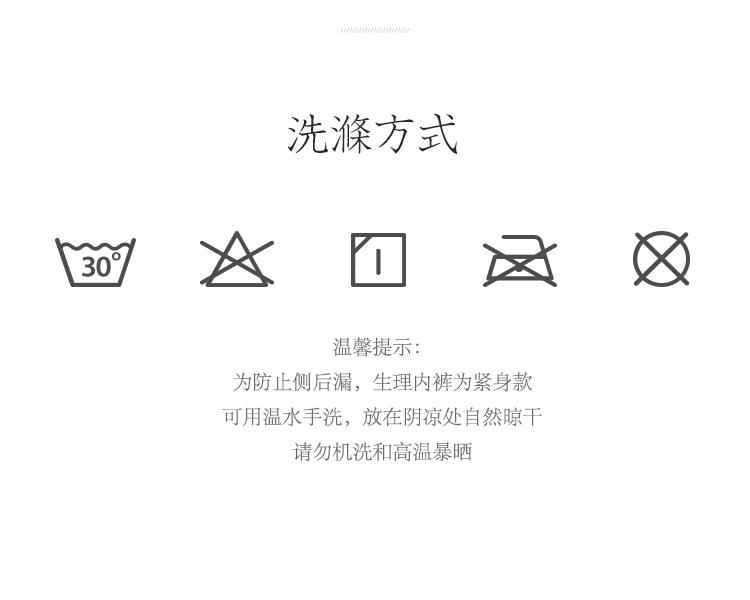 洗滌方式
30°
温馨提示：
为防止侧后漏，生理内裤为紧身款
可用温水手洗，放在阴凉处自然晾干
请勿机洗和高温暴晒